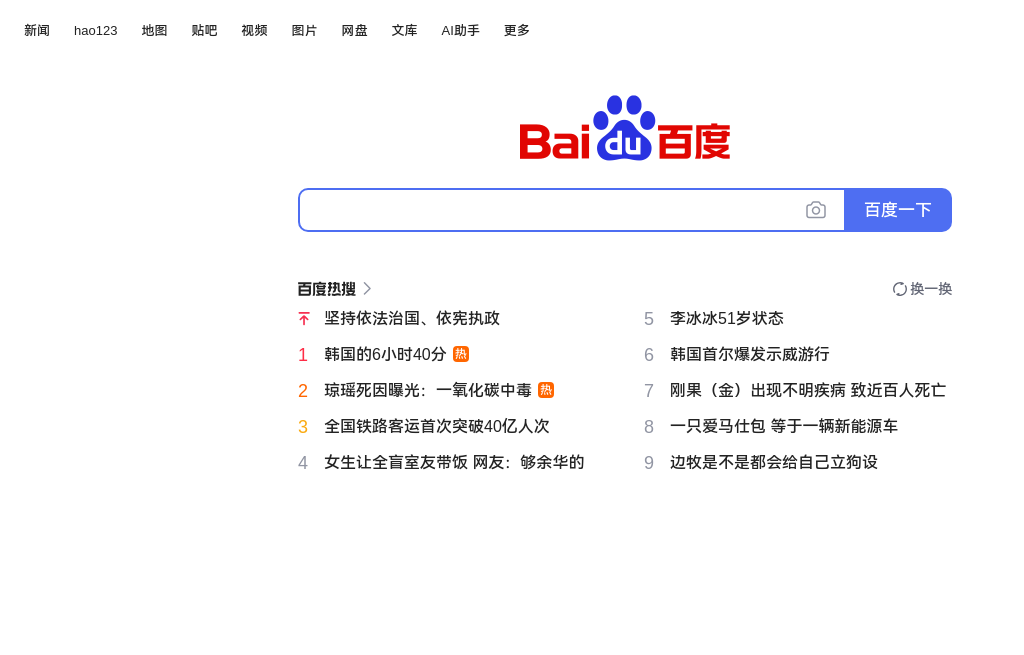 新闻 hao123 地图 贴吧 视频 图片 网盘 文库 AI助手 更多
Bai du 百度
百度一下
百度热搜 换一换
坚持依法治国、依宪执政
1 韩国的6小时40分 热
2 琼瑶死因曝光：一氧化碳中毒 热
3 全国铁路客运首次突破40亿人次
4 女生让全盲室友带饭 网友：够余华的
5 李冰冰51岁状态
6 韩国首尔爆发示威游行
7 刚果（金）出现不明疾病 致近百人死亡
8 一只爱马仕包 等于一辆新能源车
9 边牧是不是都会给自己立狗设